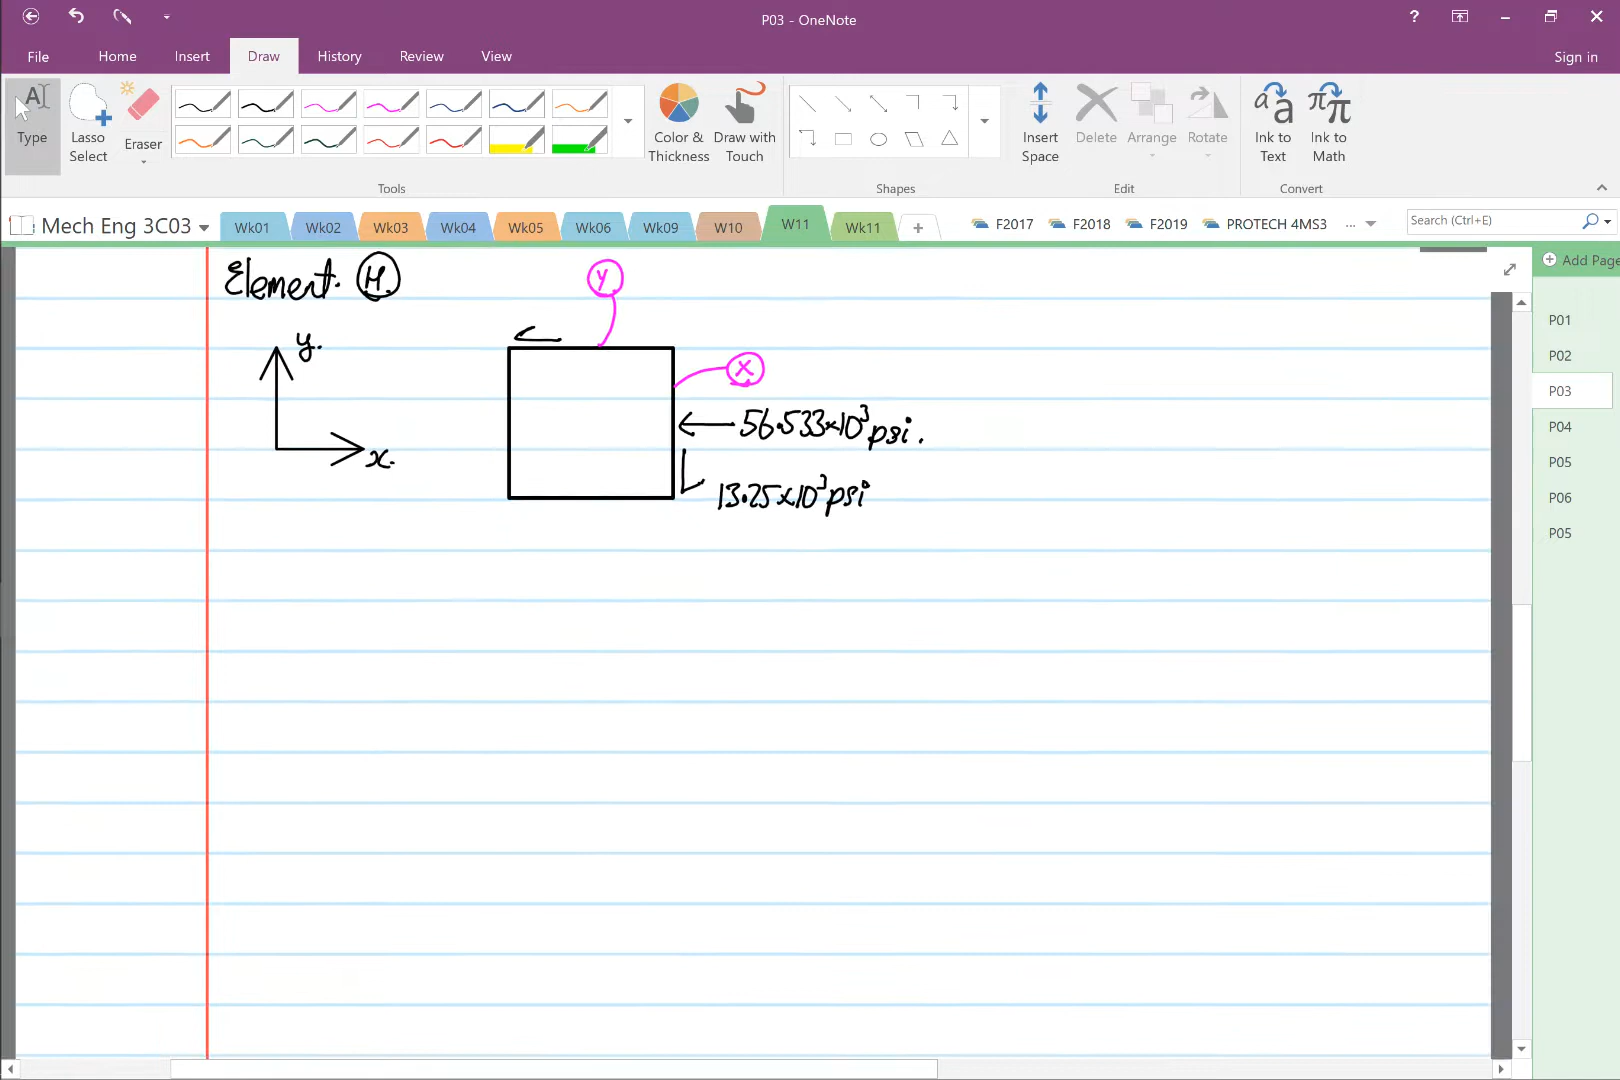 P03 - OneNote
?
File Home Insert Draw History Review View
Sign in
Type
Lasso Select
Eraser
Color & Thickness
Draw with Touch
Insert Space
Delete
Arrange
Rotate
Ink to Text
Ink to Math
Tools
Shapes
Edit
Convert
Mech Eng 3C03
Wk01 Wk02 Wk03 Wk04 Wk05 Wk06 Wk09 W10 W11 Wk11 +
F2017 F2018 F2019 PROTECH 4MS3 ...
Search (Ctrl+E)
Add Page
P01
P02
P03
P04
P05
P06
P05
Element. H
y.
x.
Y
X
56.533×10³psi.
13.25×10³psi